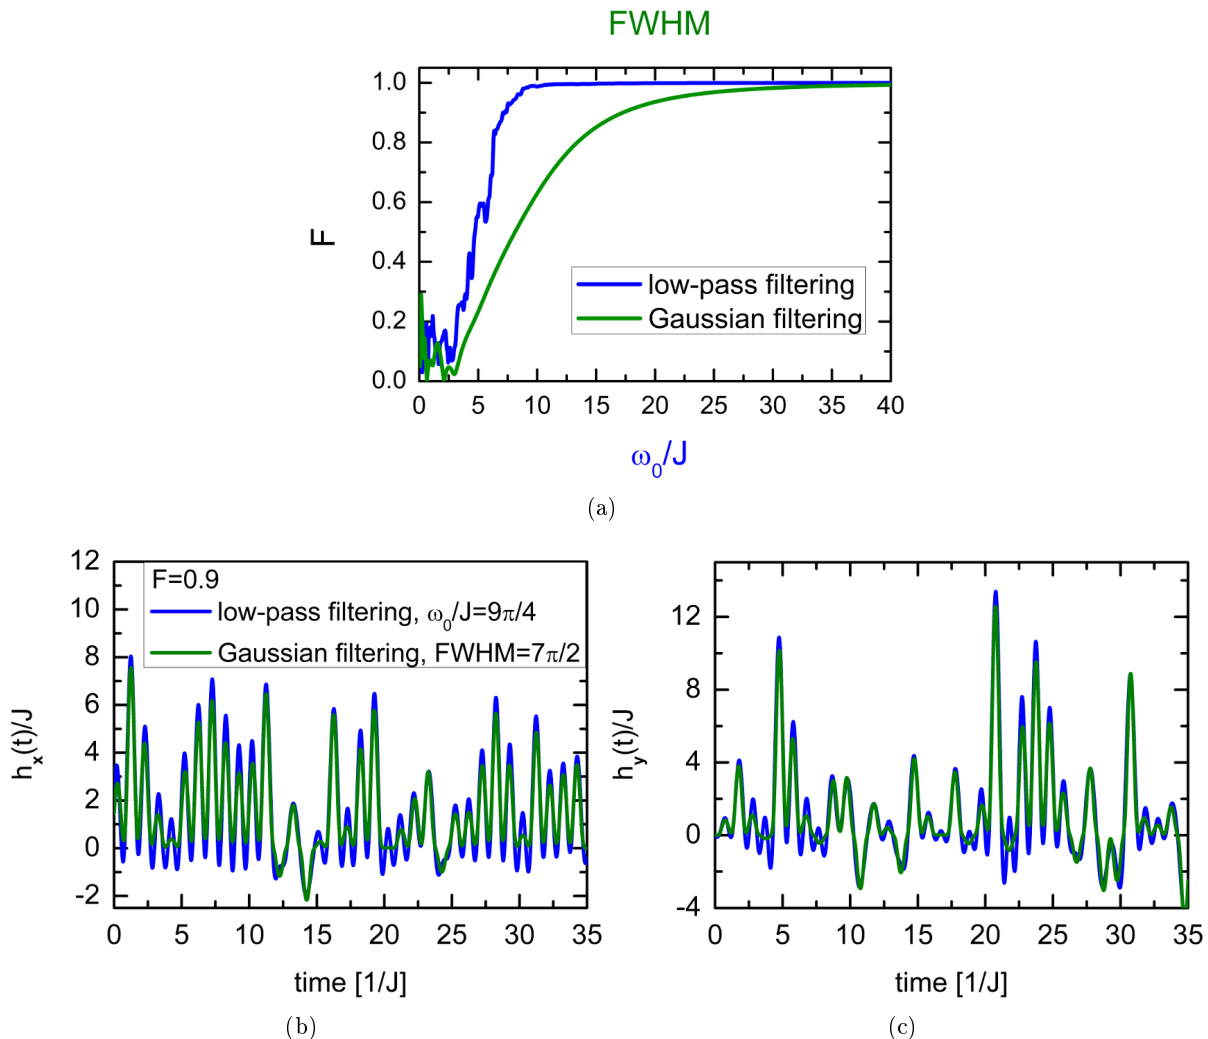 FWHM
1.0
0.8
0.6
0.4
0.2
0.0
F
low-pass filtering
Gaussian filtering
0 5 10 15 20 25 30 35 40
ω₀/J
(a)
12
10
8
6
4
2
0
-2
hₓ(t)/J
F=0.9
low-pass filtering, ω₀/J=9π/4
Gaussian filtering, FWHM=7π/2
0 5 10 15 20 25 30 35
time [1/J]
(b)
12
8
4
0
-4
h_y(t)/J
0 5 10 15 20 25 30 35
time [1/J]
(c)